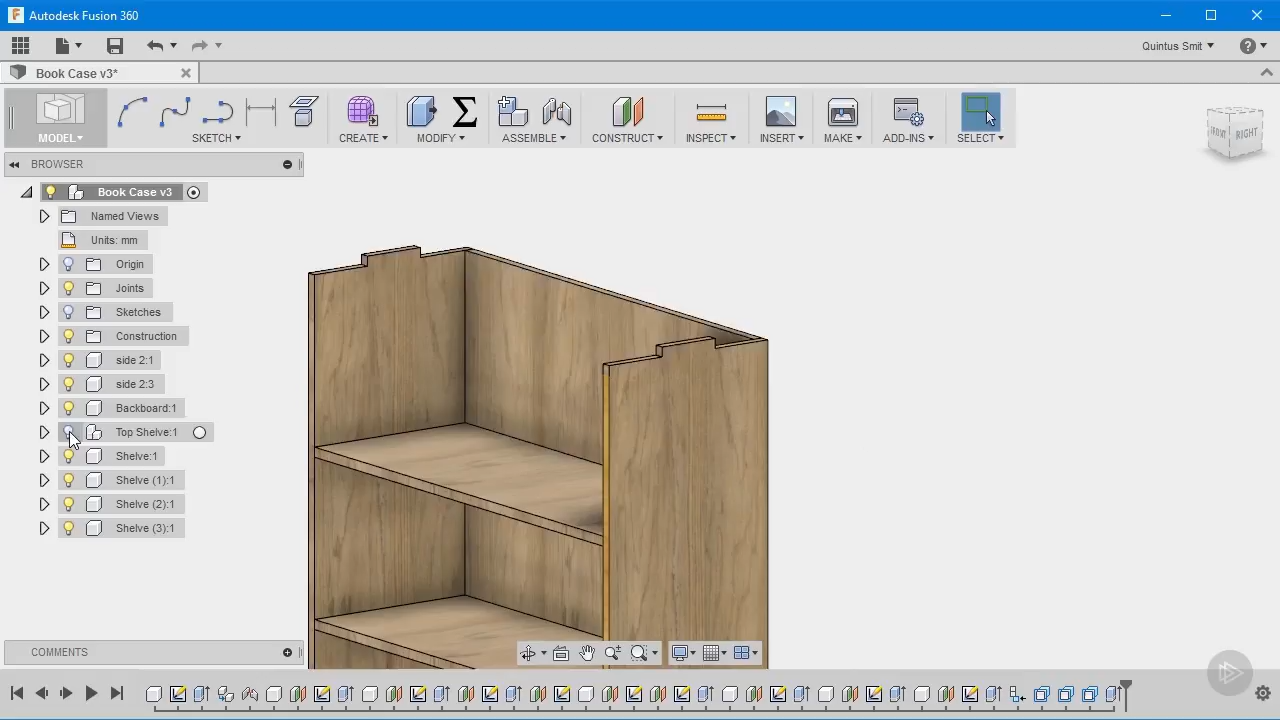 Autodesk Fusion 360
Quintus Smit
Book Case v3*
MODEL
SKETCH
CREATE
MODIFY
ASSEMBLE
CONSTRUCT
INSPECT
INSERT
MAKE
ADD-INS
SELECT
FRONT
RIGHT
BROWSER
Book Case v3
Named Views
Units: mm
Origin
Joints
Sketches
Construction
side 2:1
side 2:3
Backboard:1
Top Shelve:1
Shelve:1
Shelve (1):1
Shelve (2):1
Shelve (3):1
COMMENTS